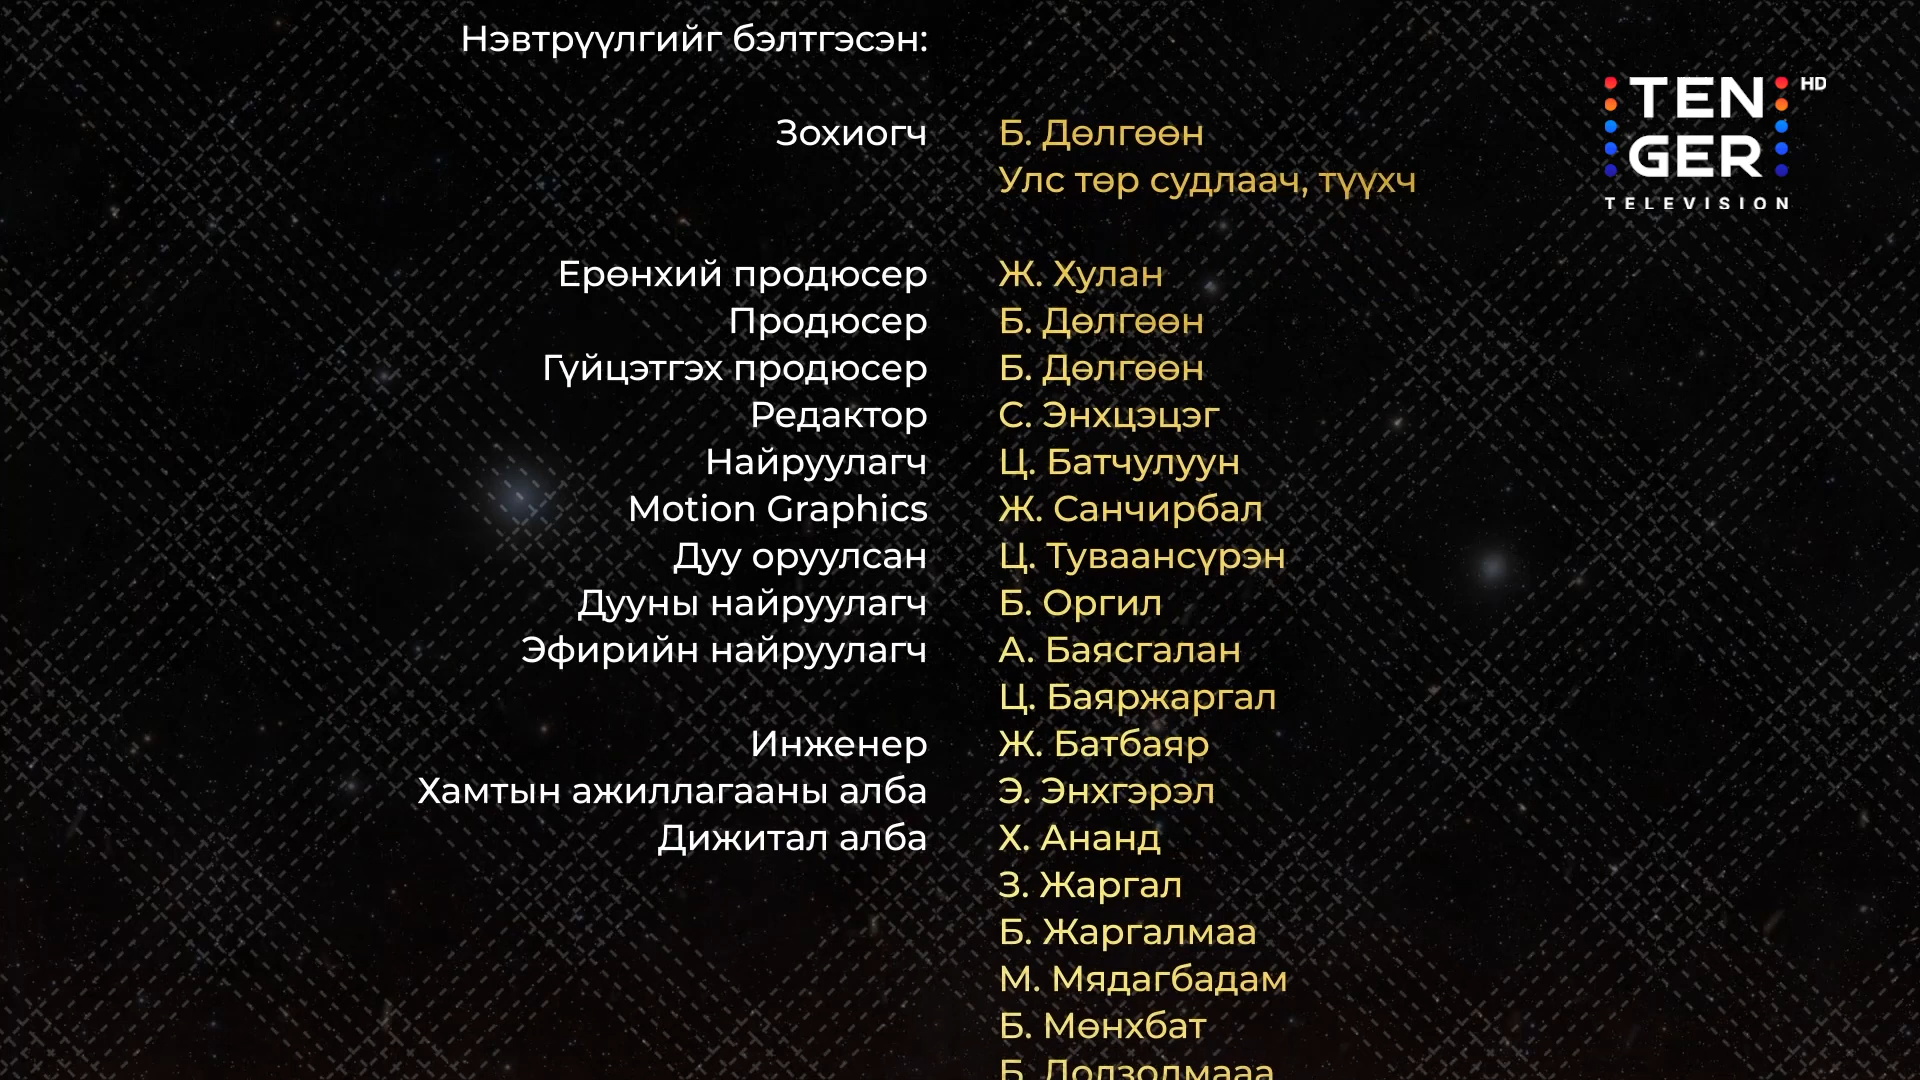 Нэвтрүүлгийг бэлтгэсэн:
TEN HD
GER
TELEVISION
Зохиогч Б. Дөлгөөн
Улс төр судлаач, түүхч
Ерөнхий продюсер Ж. Хулан
Продюсер Б. Дөлгөөн
Гүйцэтгэх продюсер Б. Дөлгөөн
Редактор С. Энхцэцэг
Найруулагч Ц. Батчулуун
Motion Graphics Ж. Санчирбал
Дуу оруулсан Ц. Туваансүрэн
Дууны найруулагч Б. Оргил
Эфирийн найруулагч А. Баясгалан
Ц. Баяржаргал
Инженер Ж. Батбаяр
Хамтын ажиллагааны алба Э. Энхгэрэл
Дижитал алба Х. Ананд
З. Жаргал
Б. Жаргалмаа
М. Мядагбадам
Б. Мөнхбат
Б.